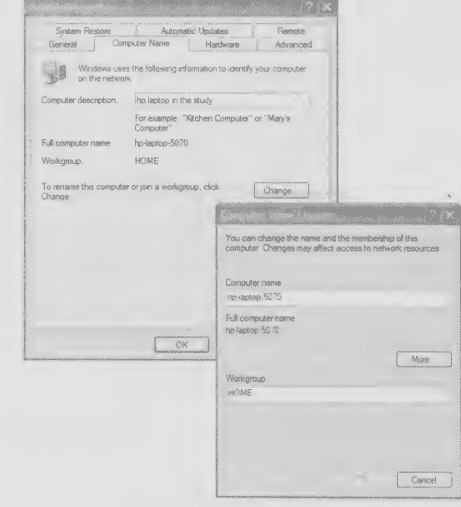 System Restore Automatic Updates Remote
General Computer Name Hardware Advanced
Windows uses the following information to identify your computer
on the network
Computer description. hp laptop in the study
For example "Kitchen Computer" or "Mary's
Computer"
Full computer name hp-laptop-5070
Workgroup. HOME
To rename this computer or join a workgroup, click
Change
Change...
OK
You can change the name and the membership of this
computer Changes may affect access to network resources
Computer name
hp-laptop-5070
Full computer name
hp-laptop-5070
More
Workgroup
HOME
Cancel